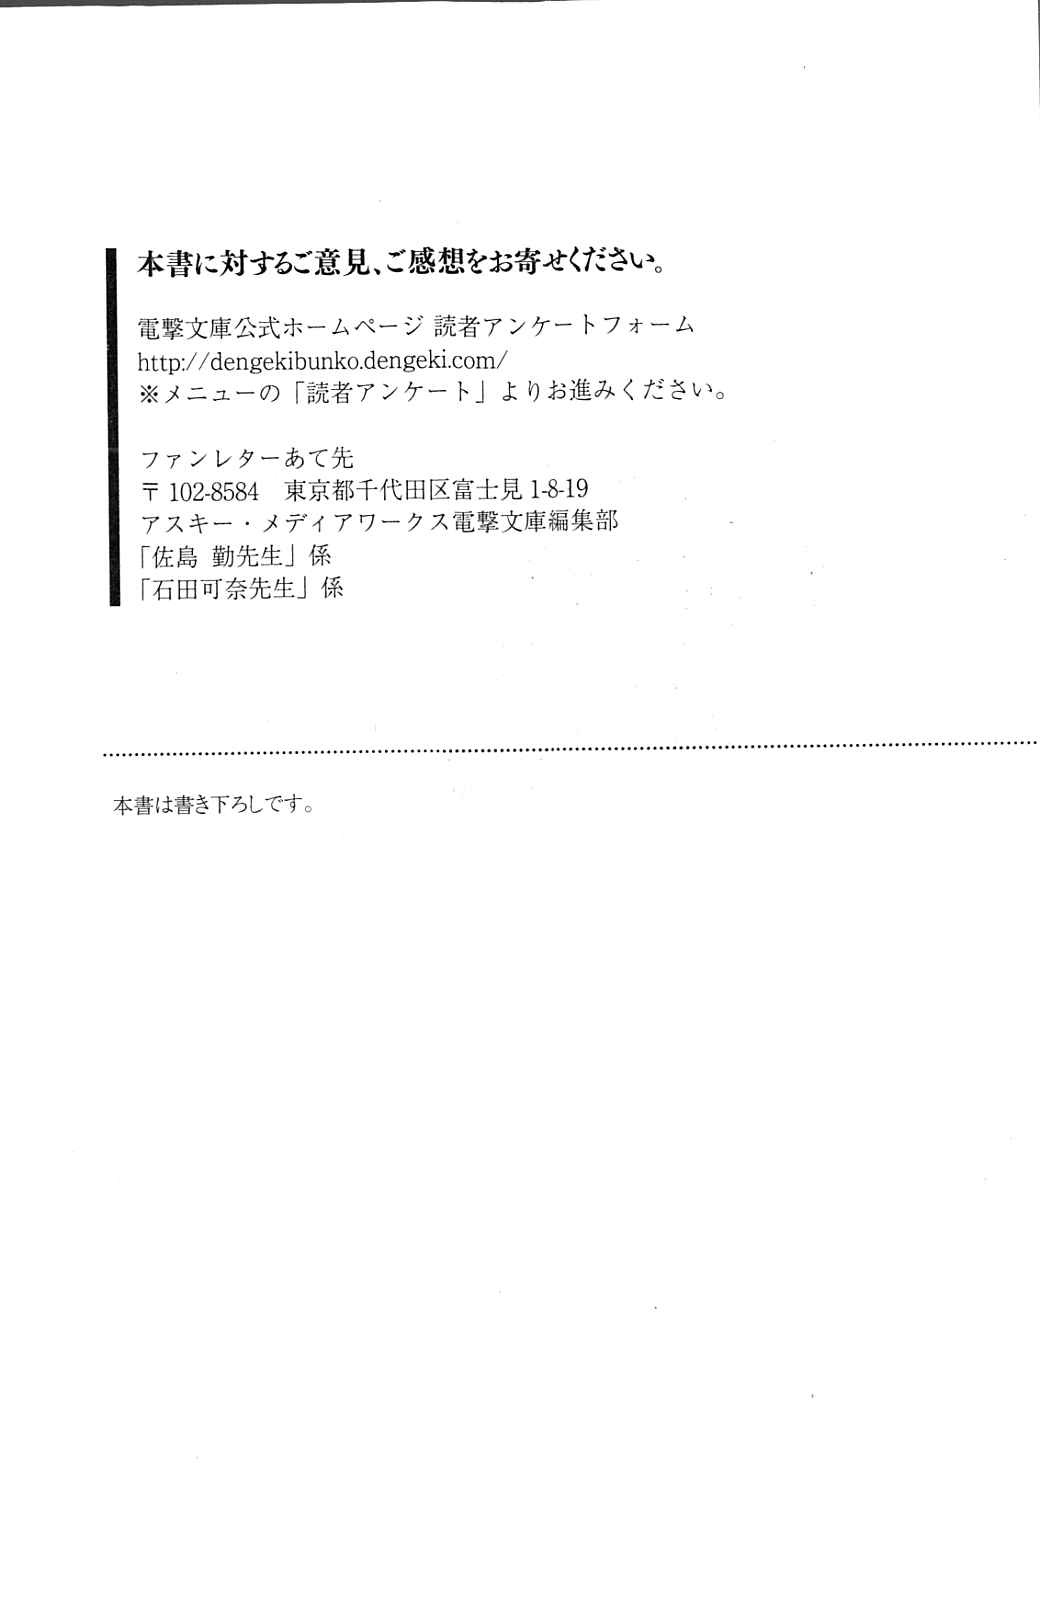 本書に対するご意見、ご感想をお寄せください。
電撃文庫公式ホームページ 読者アンケートフォーム
http://dengekibunko.dengeki.com/
※メニューの「読者アンケート」よりお進みください。
ファンレターあて先
〒 102-8584　東京都千代田区富士見 1-8-19
アスキー・メディアワークス電撃文庫編集部
「佐島 勤先生」係
「石田可奈先生」係
本書は書き下ろしです。